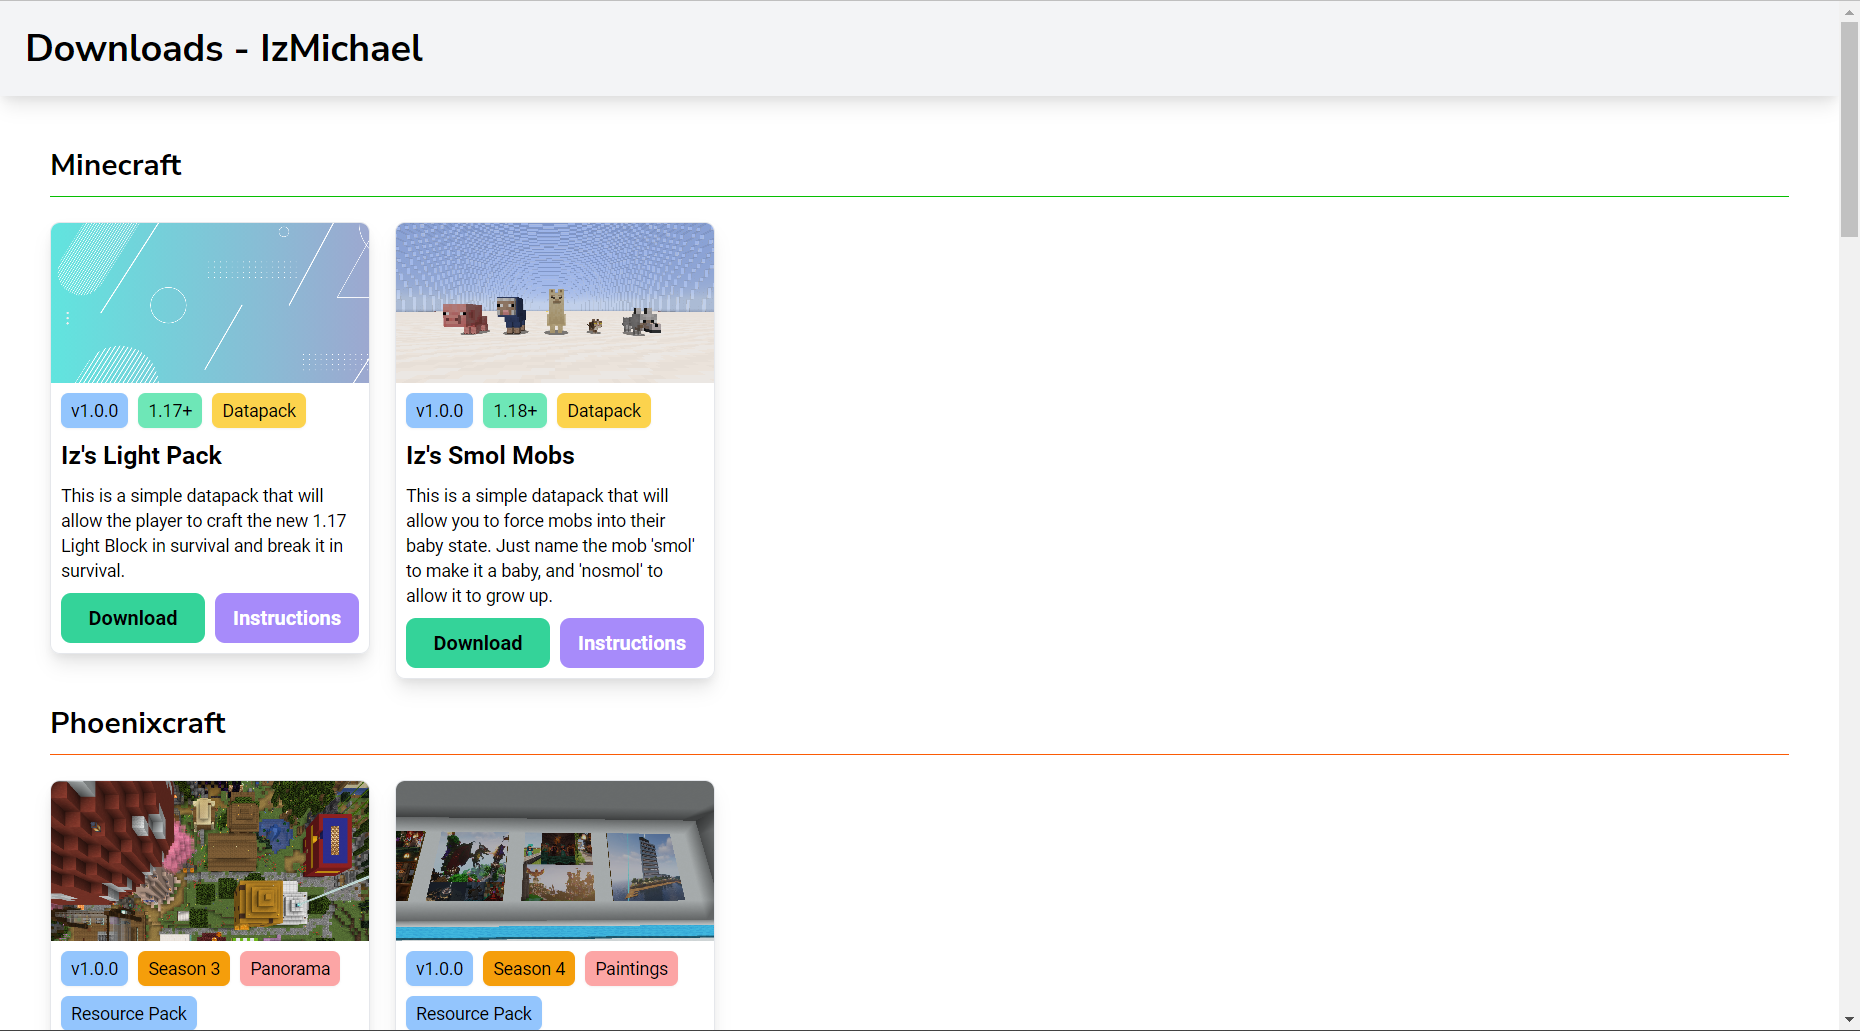 Downloads - IzMichael
Minecraft
v1.0.0 1.17+ Datapack
Iz's Light Pack
This is a simple datapack that will
allow the player to craft the new 1.17
Light Block in survival and break it in
survival.
Download Instructions
v1.0.0 1.18+ Datapack
Iz's Smol Mobs
This is a simple datapack that will
allow you to force mobs into their
baby state. Just name the mob 'smol'
to make it a baby, and 'nosmol' to
allow it to grow up.
Download Instructions
Phoenixcraft
v1.0.0 Season 3 Panorama
Resource Pack
v1.0.0 Season 4 Paintings
Resource Pack